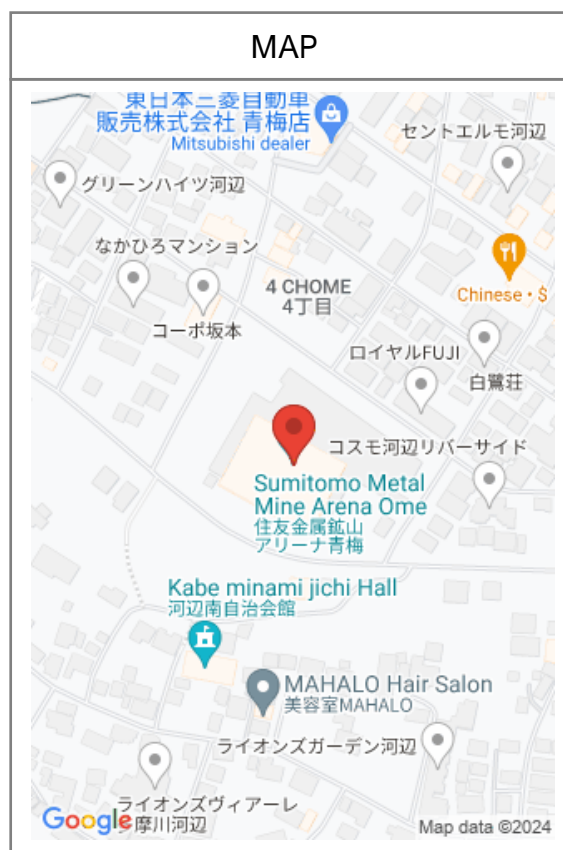 MAP
東日本三菱自動車
販売株式会社 青梅店
Mitsubishi dealer
セントエルモ河辺
グリーンハイツ河辺
なかひろマンション
4 CHOME
4丁目
Chinese・$
コーポ坂本
ロイヤルFUJI
白鷺荘
コスモ河辺リバーサイド
Sumitomo Metal
Mine Arena Ome
住友金属鉱山
アリーナ青梅
Kabe minami jichi Hall
河辺南自治会館
MAHALO Hair Salon
美容室MAHALO
ライオンズガーデン河辺
ライオンズヴィアーレ
摩川河辺
Google
Map data ©2024